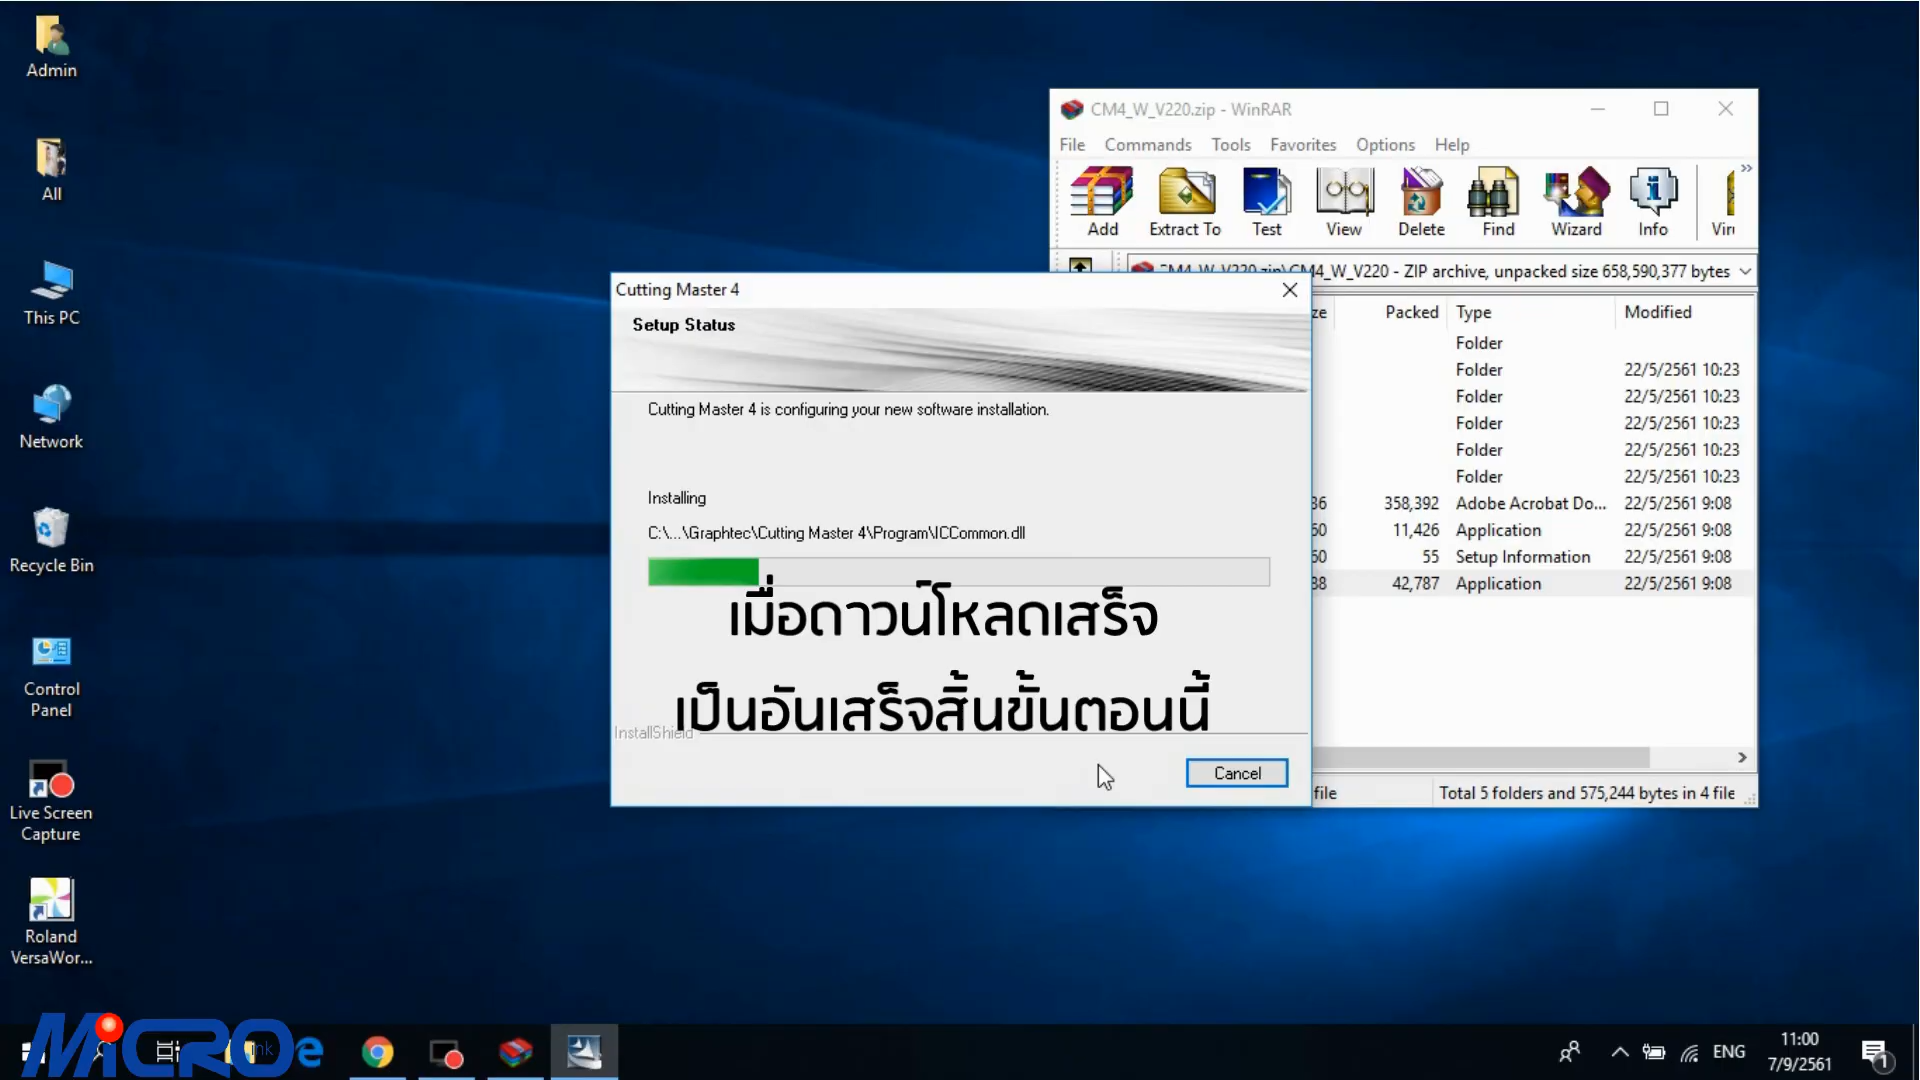 Admin
All
This PC
Network
Recycle Bin
Control
Panel
Live Screen
Capture
Roland
VersaWor...
CM4_W_V220.zip - WinRAR
File Commands Tools Favorites Options Help
Add Extract To Test View Delete Find Wizard Info
CM4_W_V220 - ZIP archive, unpacked size 658,590,377 bytes
Packed Type Modified
Folder
Folder 22/5/2561 10:23
Folder 22/5/2561 10:23
Folder 22/5/2561 10:23
Folder 22/5/2561 10:23
Folder 22/5/2561 10:23
358,392 Adobe Acrobat Do... 22/5/2561 9:08
11,426 Application 22/5/2561 9:08
55 Setup Information 22/5/2561 9:08
42,787 Application 22/5/2561 9:08
file Total 5 folders and 575,244 bytes in 4 file
Cutting Master 4
Setup Status
Cutting Master 4 is configuring your new software installation.
Installing
C:\...\Graphtec\Cutting Master 4\Program\ICCommon.dll
เมื่อดาวน์โหลดเสร็จ
เป็นอันเสร็จสิ้นขั้นตอนนี้
InstallShield
Cancel
MiCRO
ENG
11:00
7/9/2561
1